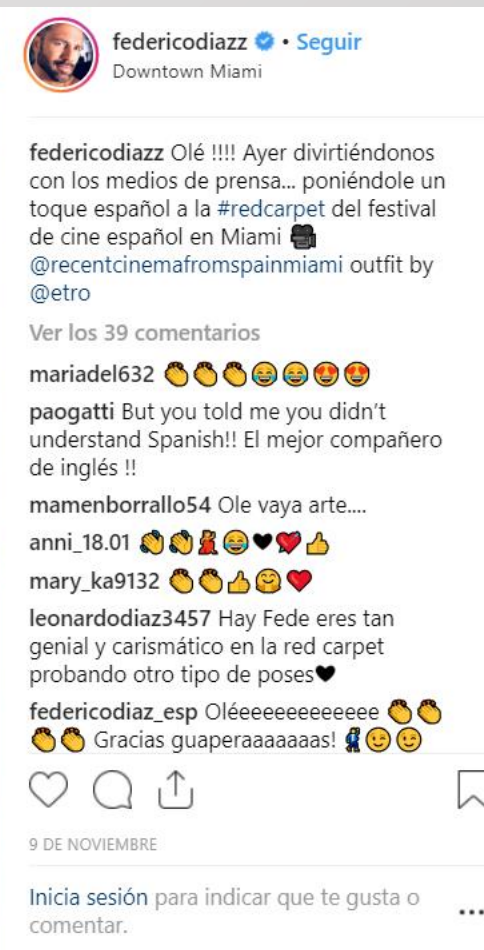 federicodiazz • Seguir
Downtown Miami
federicodiazz Olé !!!! Ayer divirtiéndonos
con los medios de prensa... poniéndole un
toque español a la #redcarpet del festival
de cine español en Miami 🎥
@recentcinemafromspainmiami outfit by
@etro
Ver los 39 comentarios
mariadel632 👏👏👏😂😂😍😍
paogatti But you told me you didn't
understand Spanish!! El mejor compañero
de inglés !!
mamenborrallo54 Ole vaya arte....
anni_18.01 👏👏💃😂🖤💘👍
mary_ka9132 👏👏👍🤗❤️
leonardodiaz3457 Hay Fede eres tan
genial y carismático en la red carpet
probando otro tipo de poses🖤
federicodiaz_esp Oléeeeeeeeeeeee 👏👏
👏👏 Gracias guaperaaaaaas! 🕺😉😉
9 DE NOVIEMBRE
Inicia sesión para indicar que te gusta o
comentar.